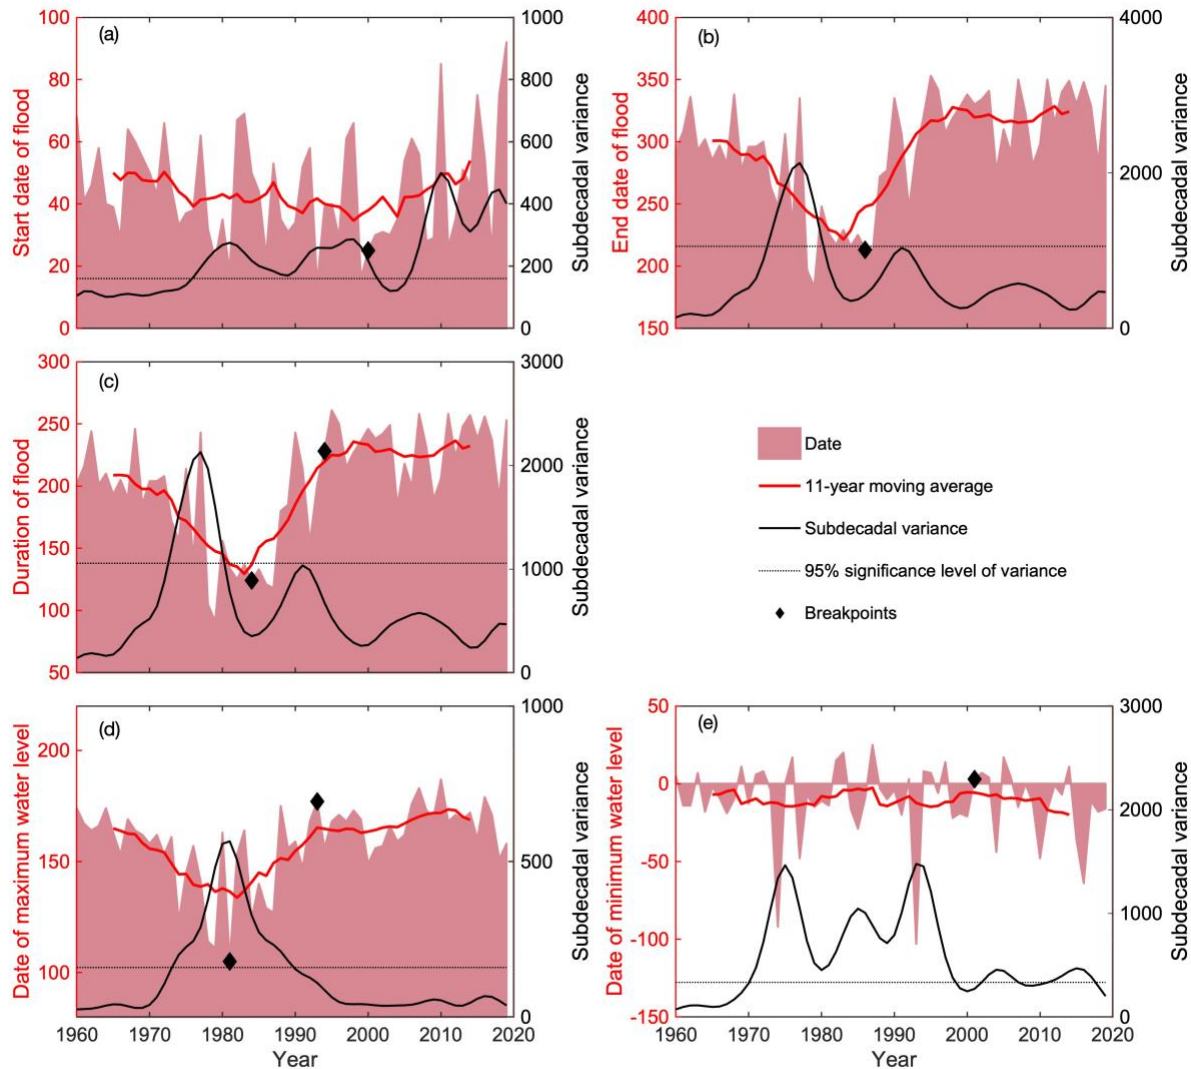 (a)
Start date of flood
100
80
60
40
20
0
1000
800
600
400
200
0
Subdecadal variance
(b)
End date of flood
400
350
300
250
200
150
4000
3000
2000
1000
0
Subdecadal variance
(c)
Duration of flood
300
250
200
150
100
50
3000
2000
1000
0
Subdecadal variance
Date
11-year moving average
Subdecadal variance
95% significance level of variance
Breakpoints
(d)
Date of maximum water level
200
150
100
1000
500
0
Subdecadal variance
1960 1970 1980 1990 2000 2010 2020
Year
(e)
Date of minimum water level
50
0
-50
-100
-150
3000
2000
1000
0
Subdecadal variance
1960 1970 1980 1990 2000 2010 2020
Year